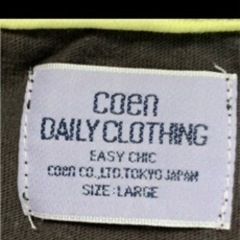 coen
DAILY CLOTHING
EASY CHIC
COEN CO.,LTD.TOKYO JAPAN
SIZE:LARGE